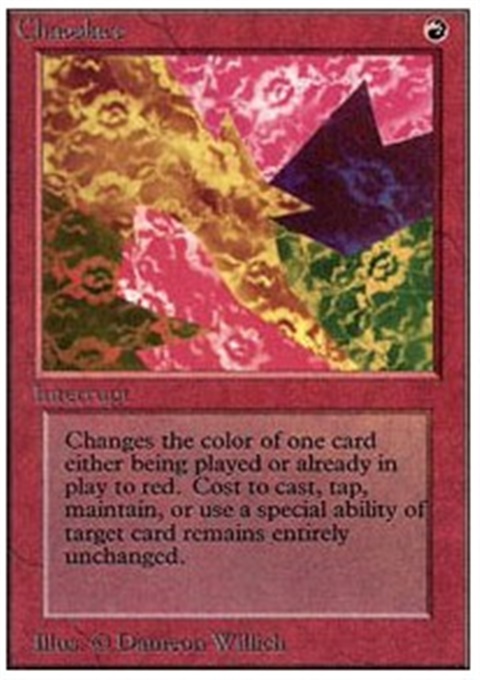 Chaoslace
Interrupt
Changes the color of one card
either being played or already in
play to red. Cost to cast, tap,
maintain, or use a special ability of
target card remains entirely
unchanged.
Illus. © Dameon Willich